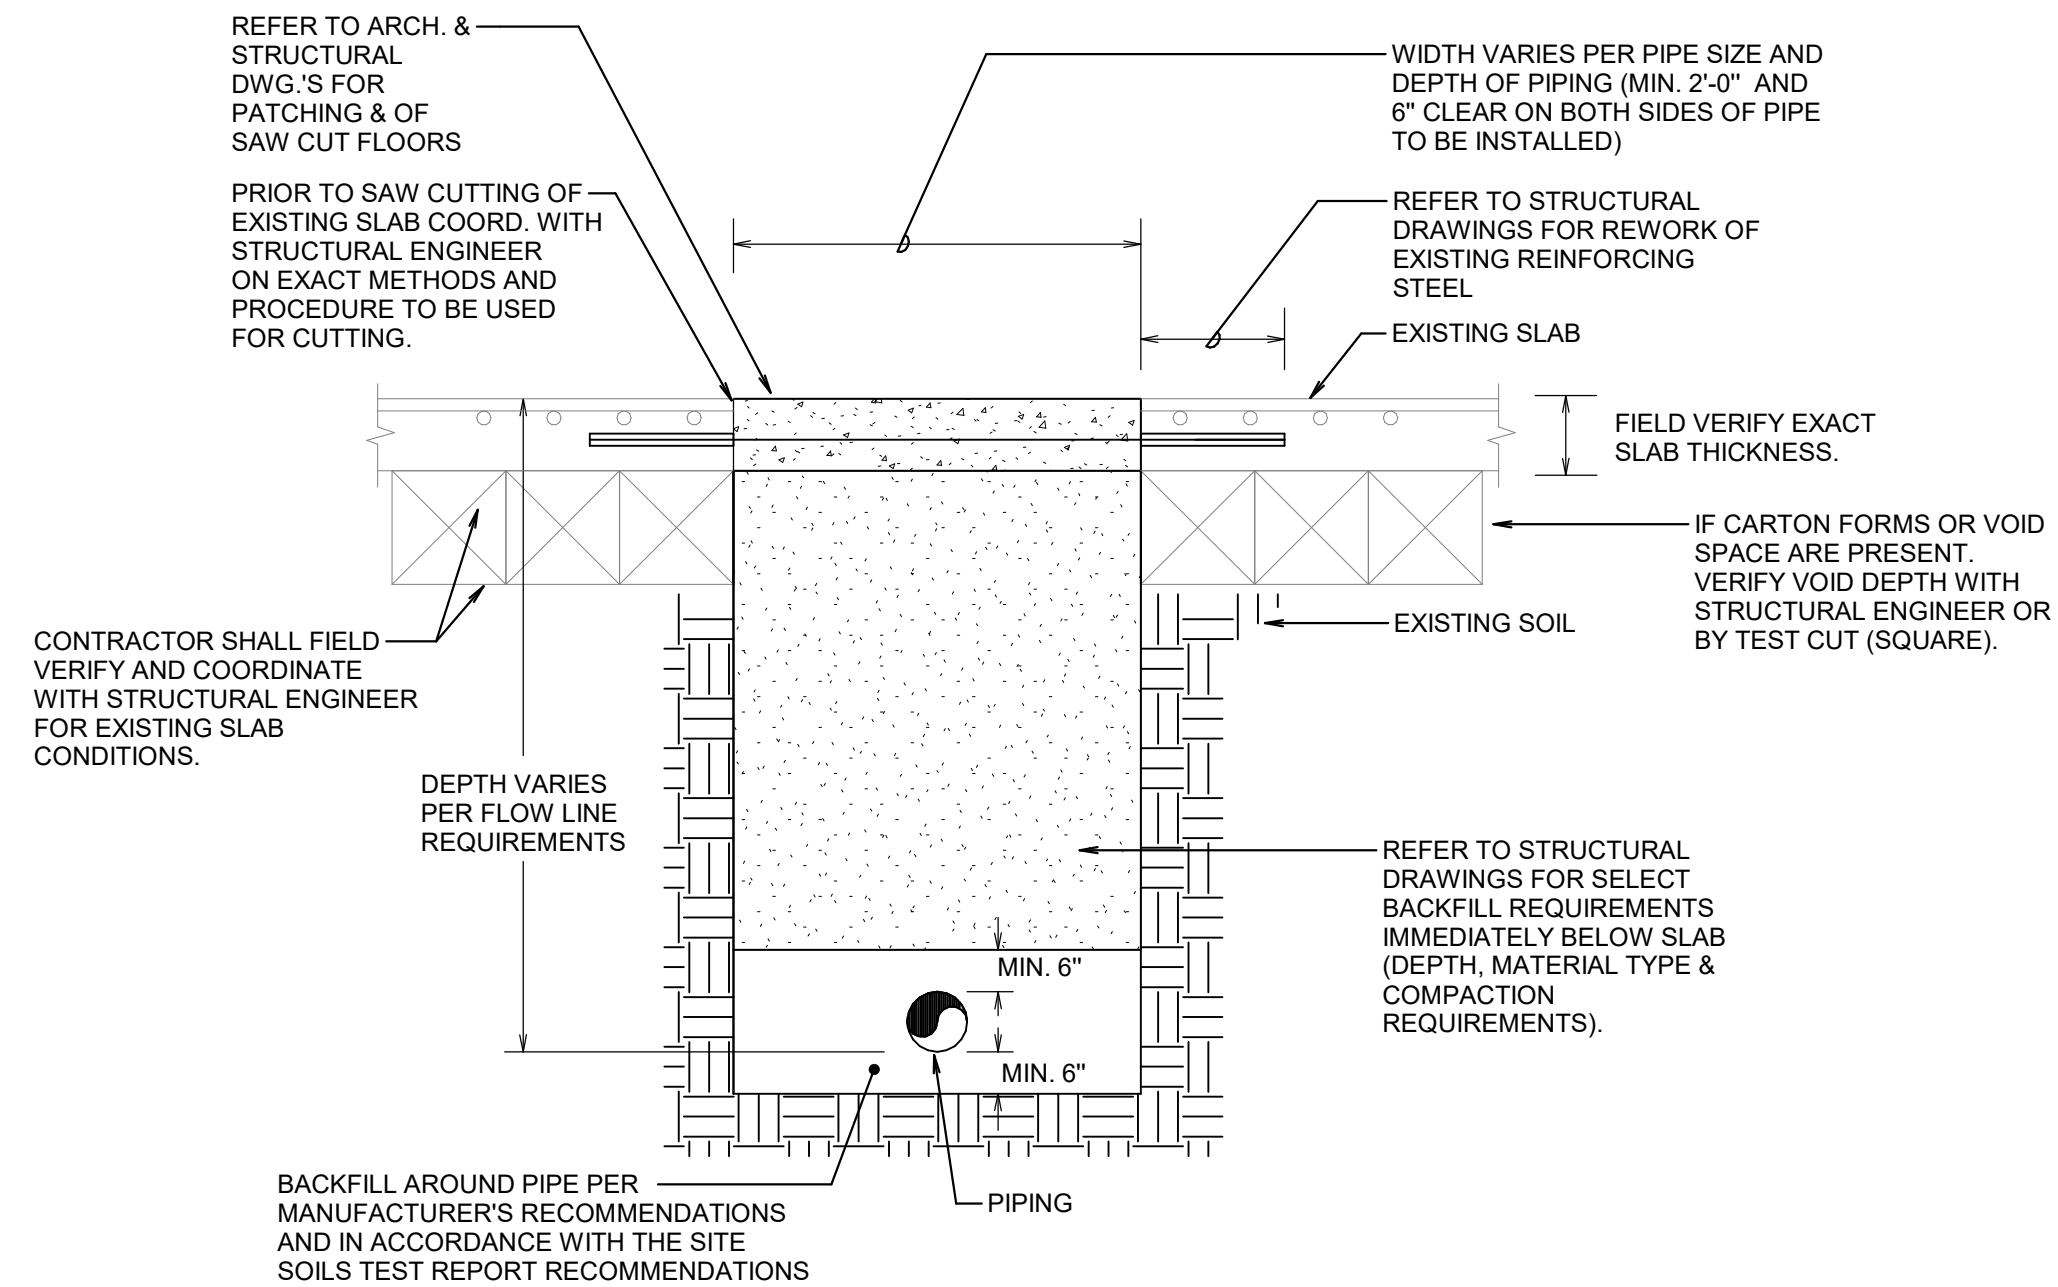 REFER TO ARCH. &
STRUCTURAL
DWG.'S FOR
PATCHING & OF
SAW CUT FLOORS
PRIOR TO SAW CUTTING OF
EXISTING SLAB COORD. WITH
STRUCTURAL ENGINEER
ON EXACT METHODS AND
PROCEDURE TO BE USED
FOR CUTTING.
WIDTH VARIES PER PIPE SIZE AND
DEPTH OF PIPING (MIN. 2'-0" AND
6" CLEAR ON BOTH SIDES OF PIPE
TO BE INSTALLED)
REFER TO STRUCTURAL
DRAWINGS FOR REWORK OF
EXISTING REINFORCING
STEEL
EXISTING SLAB
FIELD VERIFY EXACT
SLAB THICKNESS.
IF CARTON FORMS OR VOID
SPACE ARE PRESENT.
VERIFY VOID DEPTH WITH
STRUCTURAL ENGINEER OR
BY TEST CUT (SQUARE).
EXISTING SOIL
CONTRACTOR SHALL FIELD
VERIFY AND COORDINATE
WITH STRUCTURAL ENGINEER
FOR EXISTING SLAB
CONDITIONS.
DEPTH VARIES
PER FLOW LINE
REQUIREMENTS
REFER TO STRUCTURAL
DRAWINGS FOR SELECT
BACKFILL REQUIREMENTS
IMMEDIATELY BELOW SLAB
(DEPTH, MATERIAL TYPE &
COMPACTION
REQUIREMENTS).
MIN. 6"
MIN. 6"
BACKFILL AROUND PIPE PER
MANUFACTURER'S RECOMMENDATIONS
AND IN ACCORDANCE WITH THE SITE
SOILS TEST REPORT RECOMMENDATIONS
PIPING